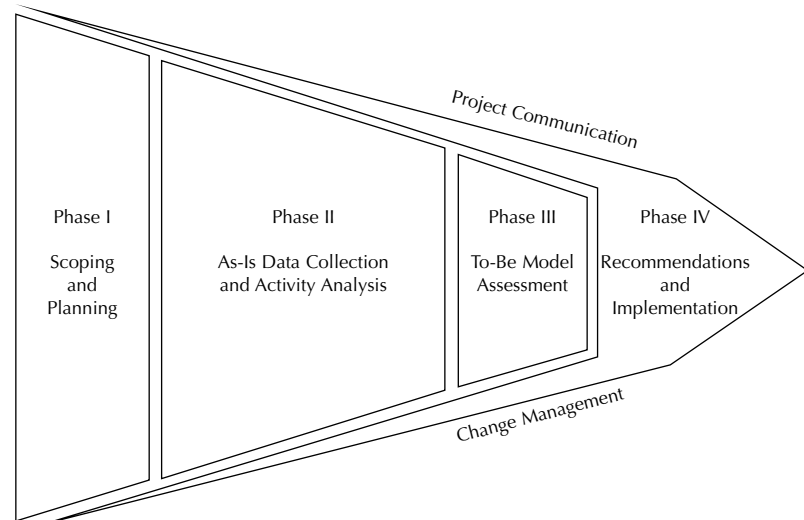 Project Communication
Phase I
Scoping
and
Planning
Phase II
As-Is Data Collection
and Activity Analysis
Phase III
To-Be Model
Assessment
Phase IV
Recommendations
and
Implementation
Change Management